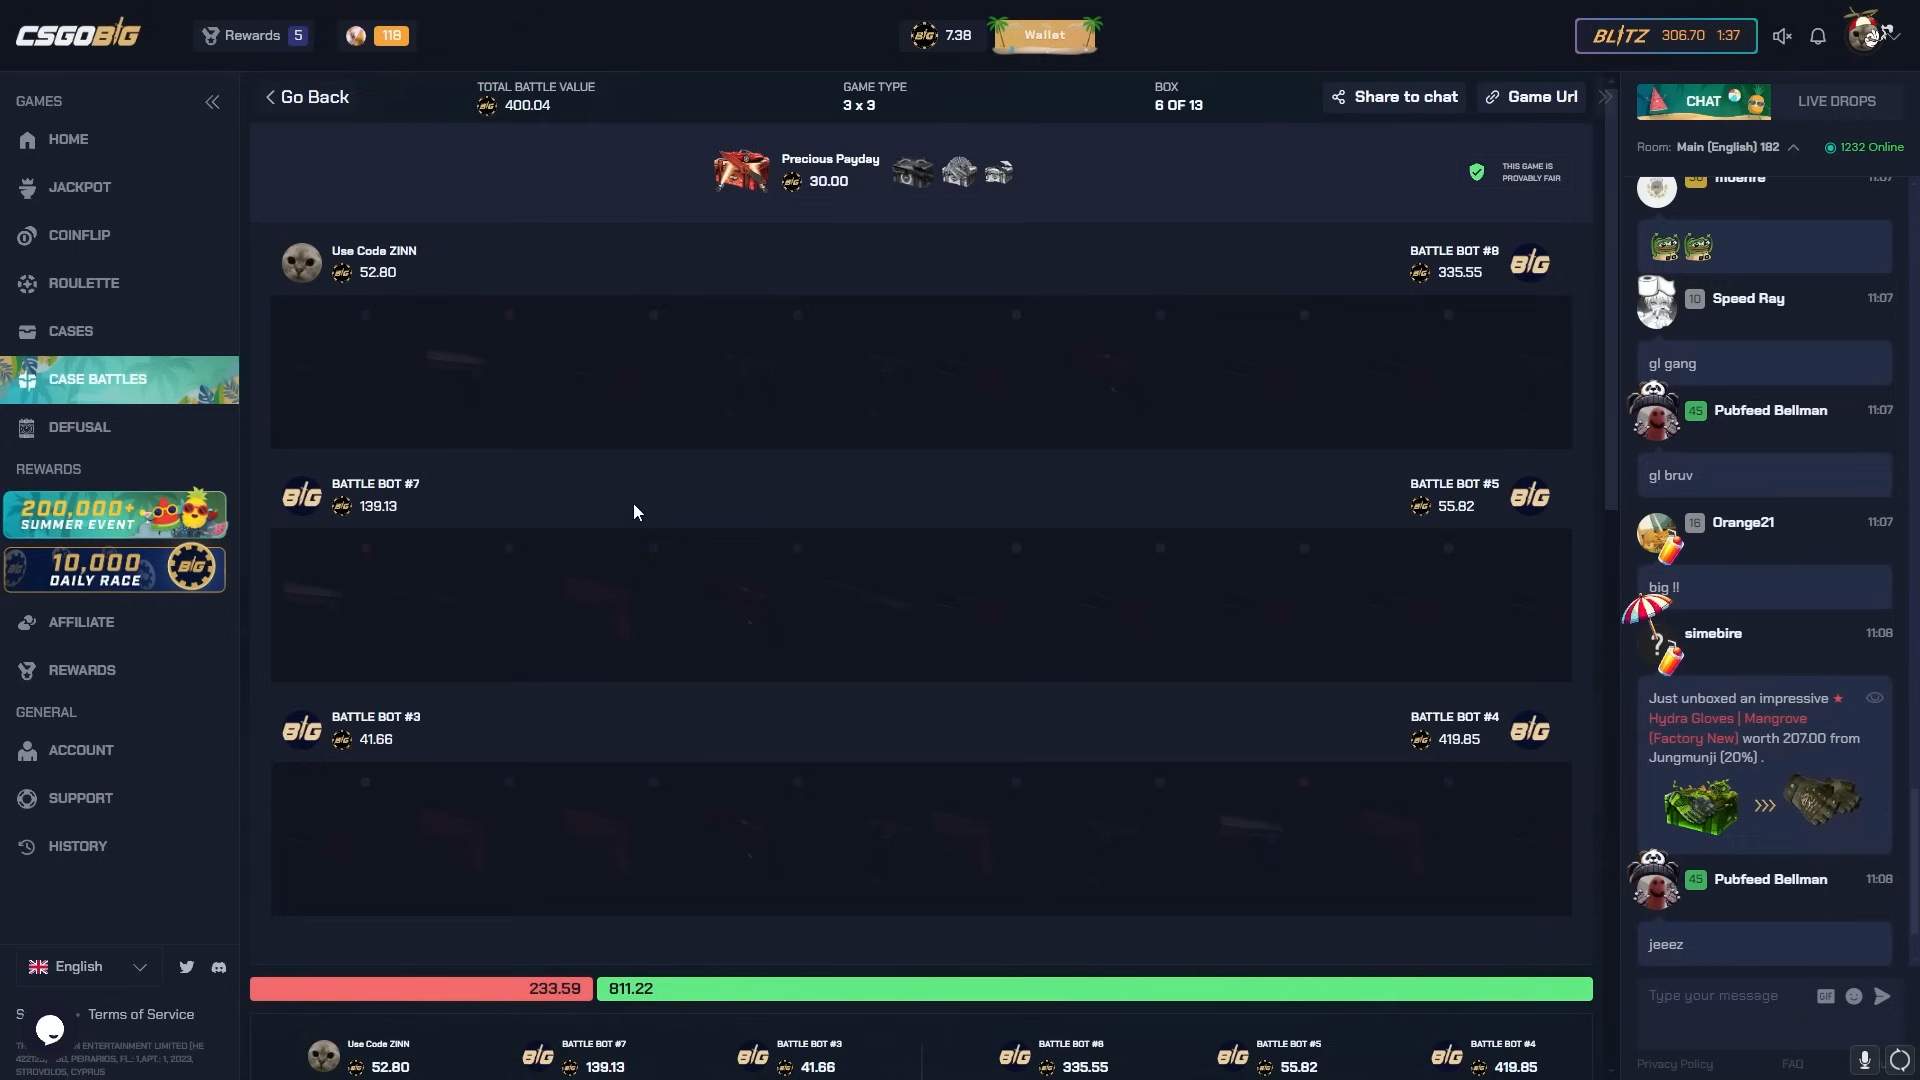 CSGOBIG
Rewards 5
118
7.38
Wallet
BLITZ 306.70 1:37
GAMES
HOME
JACKPOT
COINFLIP
ROULETTE
CASES
CASE BATTLES
DEFUSAL
REWARDS
200,000+
SUMMER EVENT
10,000
DAILY RACE
AFFILIATE
REWARDS
GENERAL
ACCOUNT
SUPPORT
HISTORY
English
Terms of Service
Go Back
TOTAL BATTLE VALUE
400.04
GAME TYPE
3 x 3
BOX
6 OF 13
Share to chat
Game Url
Precious Payday
30.00
THIS GAME IS
PROVABLY FAIR
Use Code ZINN
52.80
BATTLE BOT #8
335.55
BATTLE BOT #7
139.13
BATTLE BOT #5
55.82
BATTLE BOT #3
41.66
BATTLE BOT #4
419.85
233.59
811.22
Use Code ZINN
52.80
BATTLE BOT #7
139.13
BATTLE BOT #3
41.66
BATTLE BOT #8
335.55
BATTLE BOT #5
55.82
BATTLE BOT #4
419.85
CHAT
LIVE DROPS
Room: Main (English) 182
1232 Online
11:07
10 Speed Ray 11:07
gl gang
45 Pubfeed Bellman 11:07
gl bruv
16 Orange21 11:07
big !!
simebire 11:08
Just unboxed an impressive ★
Hydra Gloves | Mangrove
(Factory New) worth 207.00 from
Jungmunji (20%) .
45 Pubfeed Bellman 11:08
jeeez
Type your message
GIF
Privacy Policy
FAQ